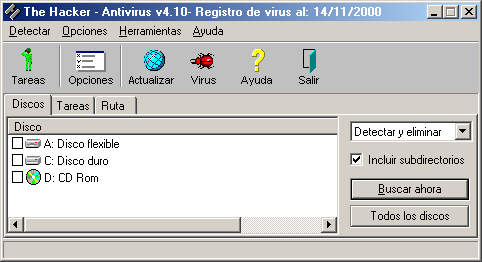 The Hacker - Antivirus v4.10- Registro de virus al: 14/11/2000
Detectar Opciones Herramientas Ayuda
Tareas Opciones Actualizar Virus Ayuda Salir
Discos Tareas Ruta
Disco
A: Disco flexible
C: Disco duro
D: CD Rom
Detectar y eliminar
Incluir subdirectorios
Buscar ahora
Todos los discos